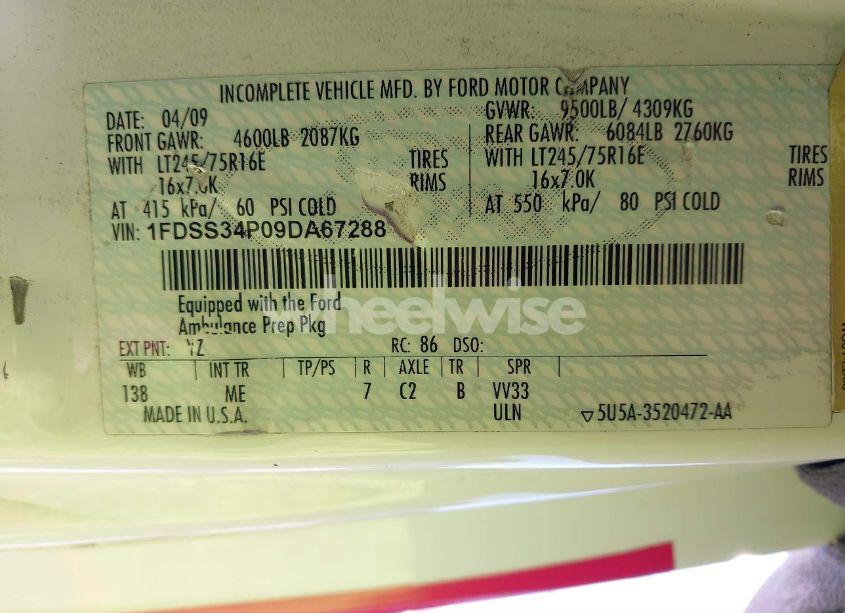 INCOMPLETE VEHICLE MFD. BY FORD MOTOR COMPANY
DATE: 04/09 GVWR: 9500LB/ 4309KG
FRONT GAWR: 4600LB 2087KG REAR GAWR: 6084LB 2760KG
WITH LT245/75R16E TIRES WITH LT245/75R16E TIRES
16x7.0K RIMS 16x7.0K RIMS
AT 415 kPa/ 60 PSI COLD AT 550 kPa/ 80 PSI COLD
VIN: 1FDSS34P09DA67288
Equipped with the Ford
Ambulance Prep Pkg
wheelwise
EXT PNT: YZ RC: 86 DSO:
WB INT TR TP/PS R AXLE TR SPR
138 ME 7 C2 B VV33
MADE IN U.S.A. ULN ▽5U5A-3520472-AA